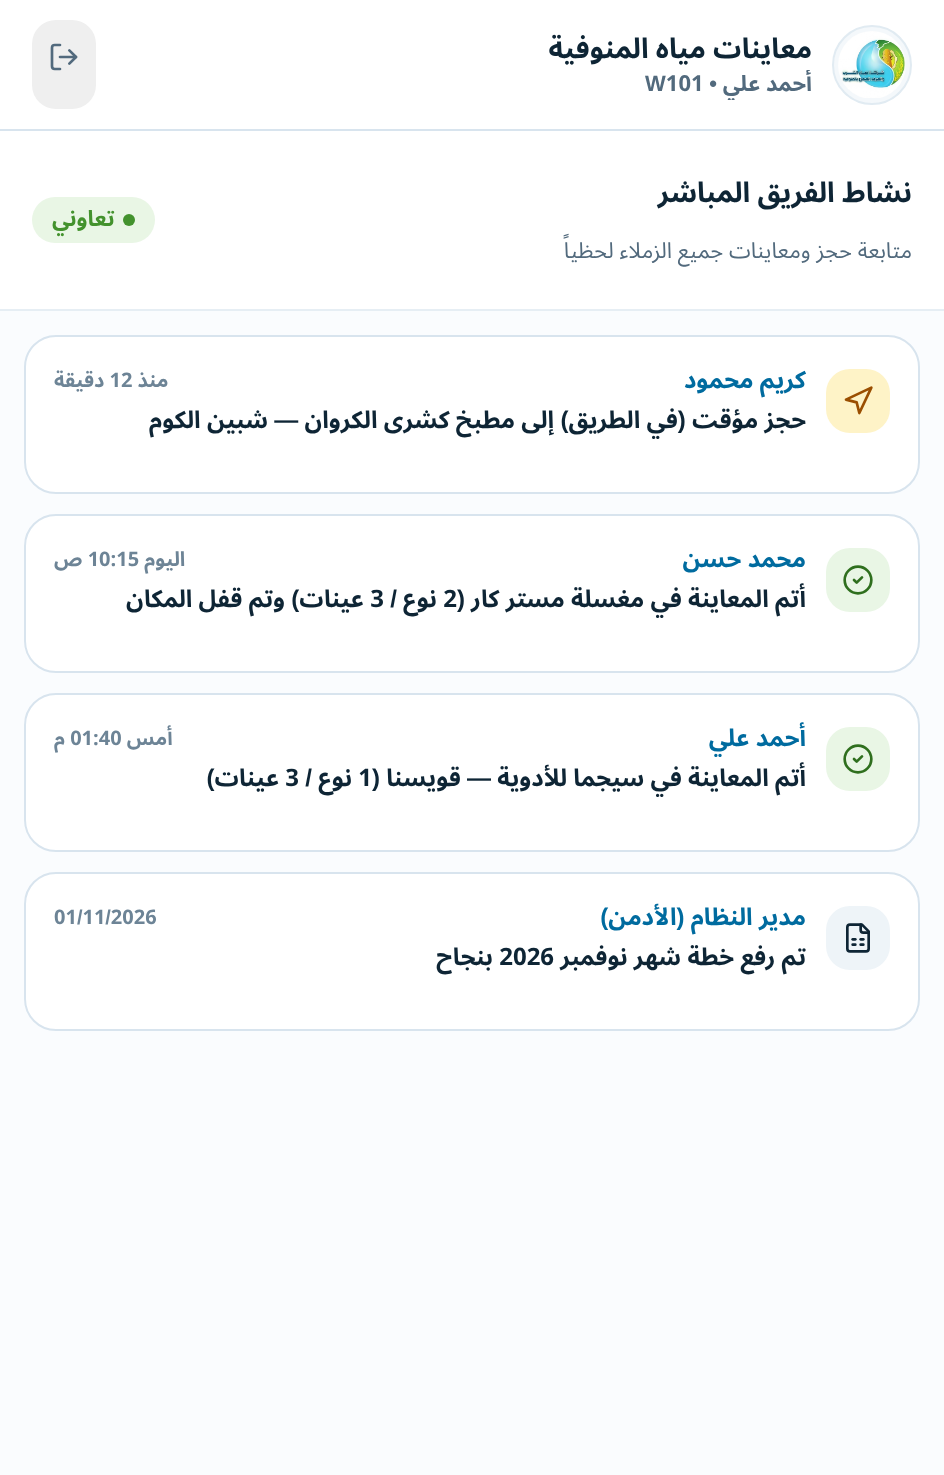 معاينات مياه المنوفية
أحمد علي • W101
نشاط الفريق المباشر
تعاوني
متابعة حجز ومعاينات جميع الزملاء لحظياً
كريم محمود
منذ 12 دقيقة
حجز مؤقت (في الطريق) إلى مطبخ كشرى الكروان — شبين الكوم
محمد حسن
اليوم 10:15 ص
أتم المعاينة في مغسلة مستر كار (2 نوع / 3 عينات) وتم قفل المكان
أحمد علي
أمس 01:40 م
أتم المعاينة في سيجما للأدوية — قويسنا (1 نوع / 3 عينات)
مدير النظام (الأدمن)
01/11/2026
تم رفع خطة شهر نوفمبر 2026 بنجاح